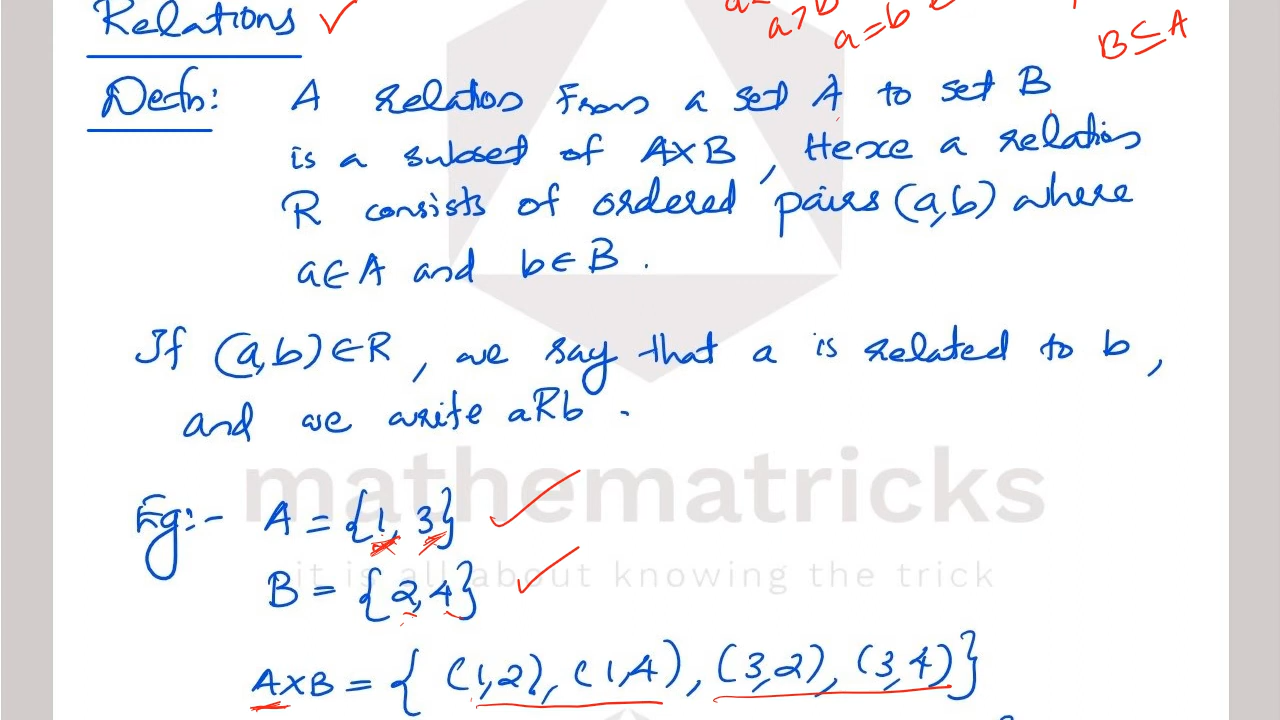 Relations
a>b
a=b
B⊆A
Defn: A relation From a set A to set B
is a subset of A×B, Hence a relation
R consists of ordered pairs (a,b) where
a∈A and b∈B.
If (a,b)∈R, we say that a is related to b,
and we write aRb.
mathematricks
it is all about knowing the trick
Eg:- A = {1, 3}
B = {2,4}
A×B = { (1,2), (1,4), (3,2), (3,4)}